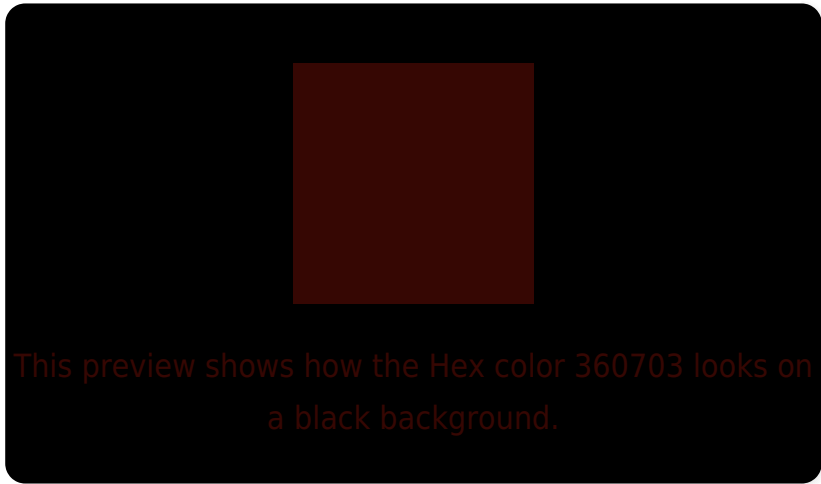 This preview shows how the Hex color 360703 looks on
a black background.